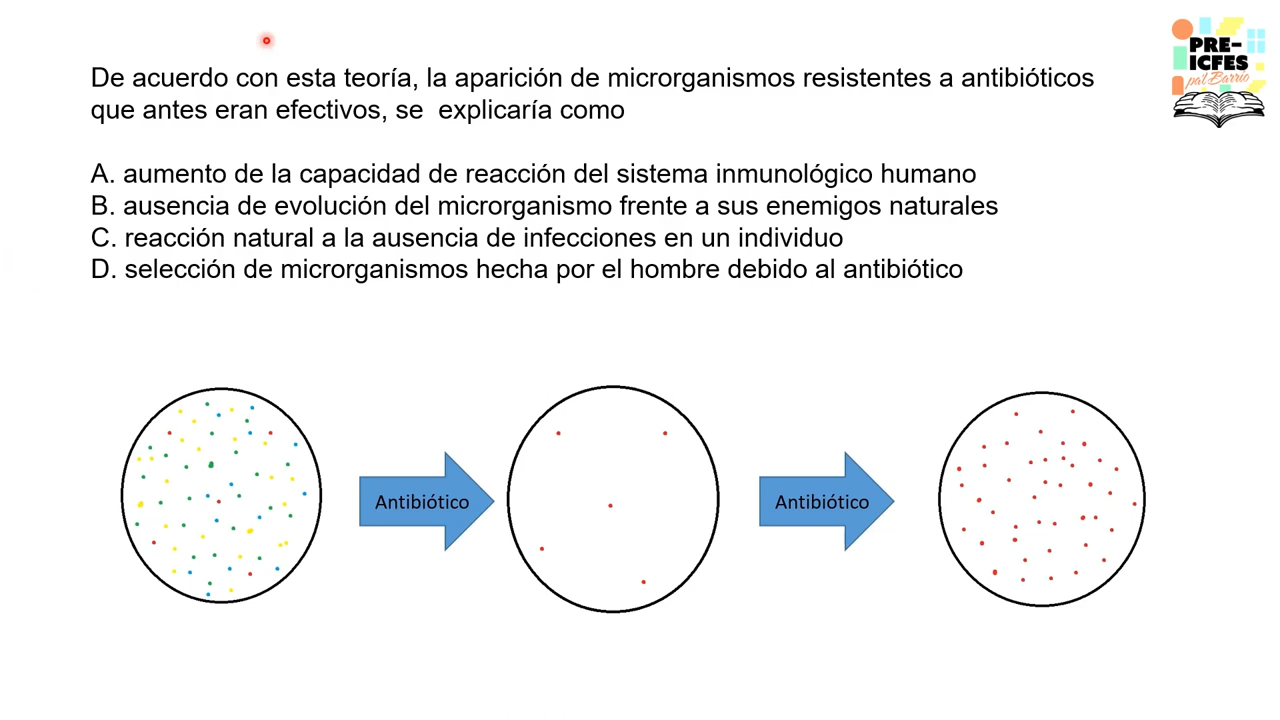 PRE-
ICFES
pal Barrio
De acuerdo con esta teoría, la aparición de microrganismos resistentes a antibióticos
que antes eran efectivos, se  explicaría como
A. aumento de la capacidad de reacción del sistema inmunológico humano
B. ausencia de evolución del microrganismo frente a sus enemigos naturales
C. reacción natural a la ausencia de infecciones en un individuo
D. selección de microrganismos hecha por el hombre debido al antibiótico
Antibiótico
Antibiótico